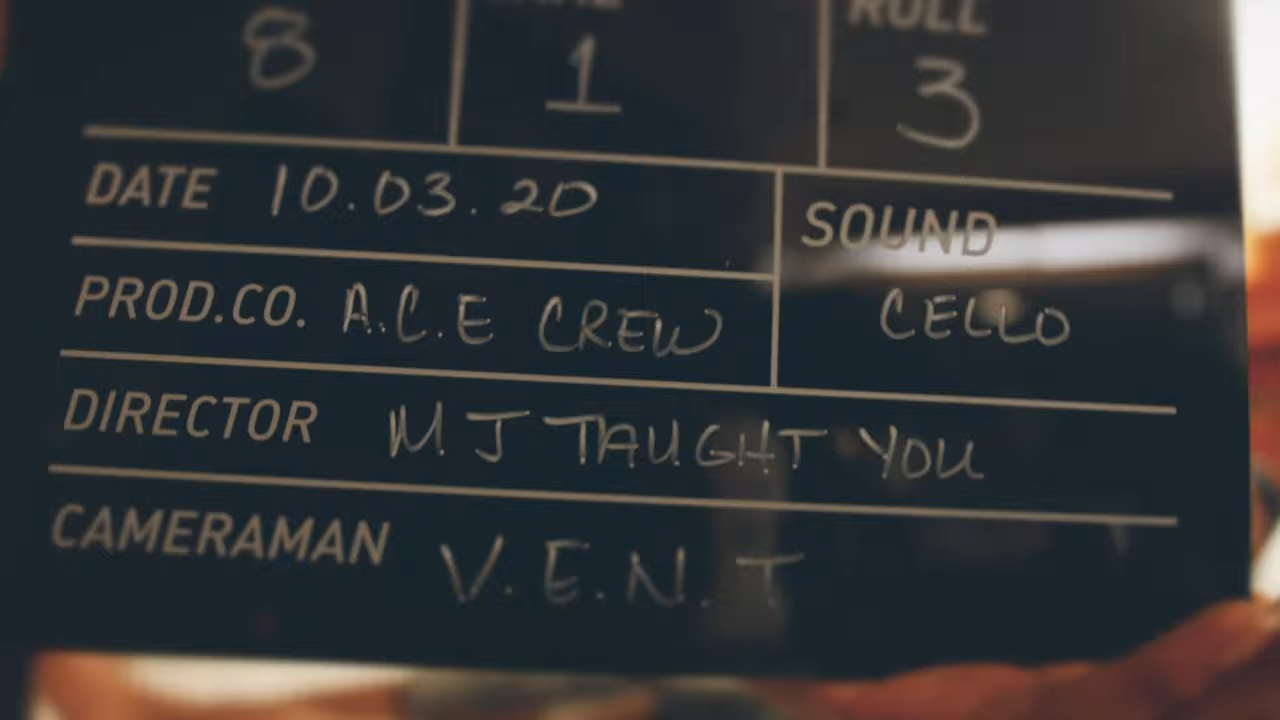 ROLL
8 1 3
DATE 10.03.20
SOUND
PROD.CO. A.C.E CREW
CELLO
DIRECTOR MJ TAUGHT YOU
CAMERAMAN V.E.N.T